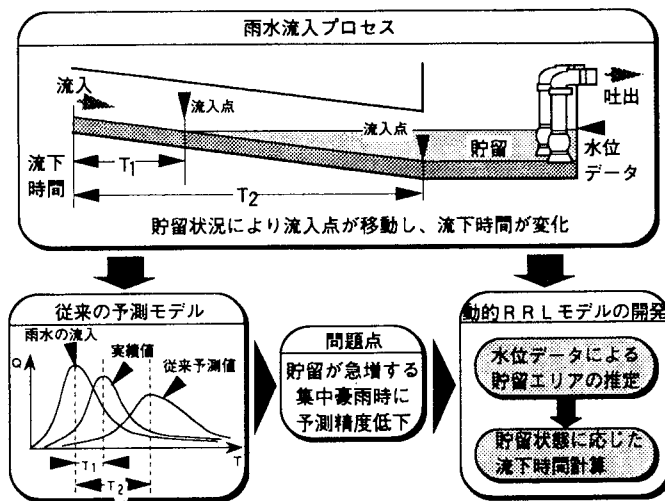 雨水流入プロセス
流入
流入点
流入点
吐出
貯留
水位
データ
流下
時間
T1
T2
貯留状況により流入点が移動し、流下時間が変化
従来の予測モデル
雨水の流入
実績値
従来予測値
Q
T
T1
T2
問題点
貯留が急増する
集中豪雨時に
予測精度低下
動的RRLモデルの開発
水位データによる
貯留エリアの推定
貯留状態に応じた
流下時間計算